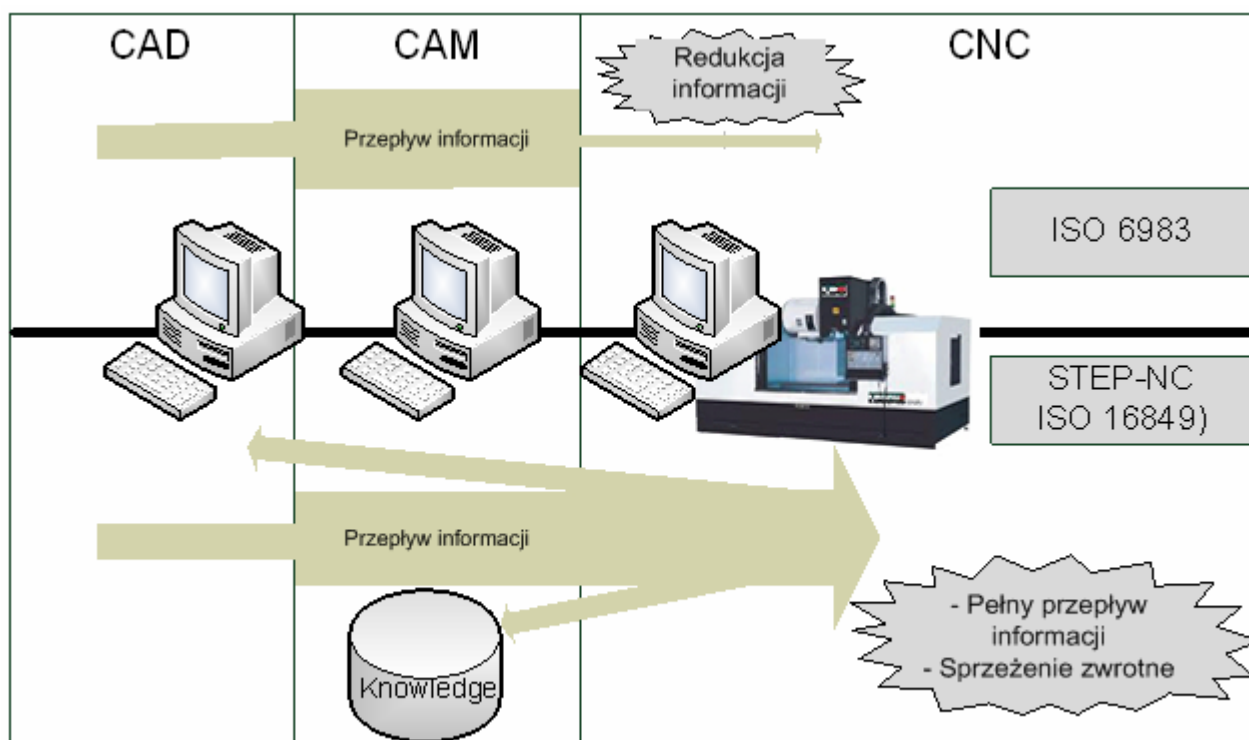 CAD
CAM
CNC
Redukcja
informacji
Przepływ informacji
ISO 6983
STEP-NC
ISO 16849)
Przepływ informacji
- Pełny przepływ
informacji
- Sprzeżenie zwrotne
Knowledge